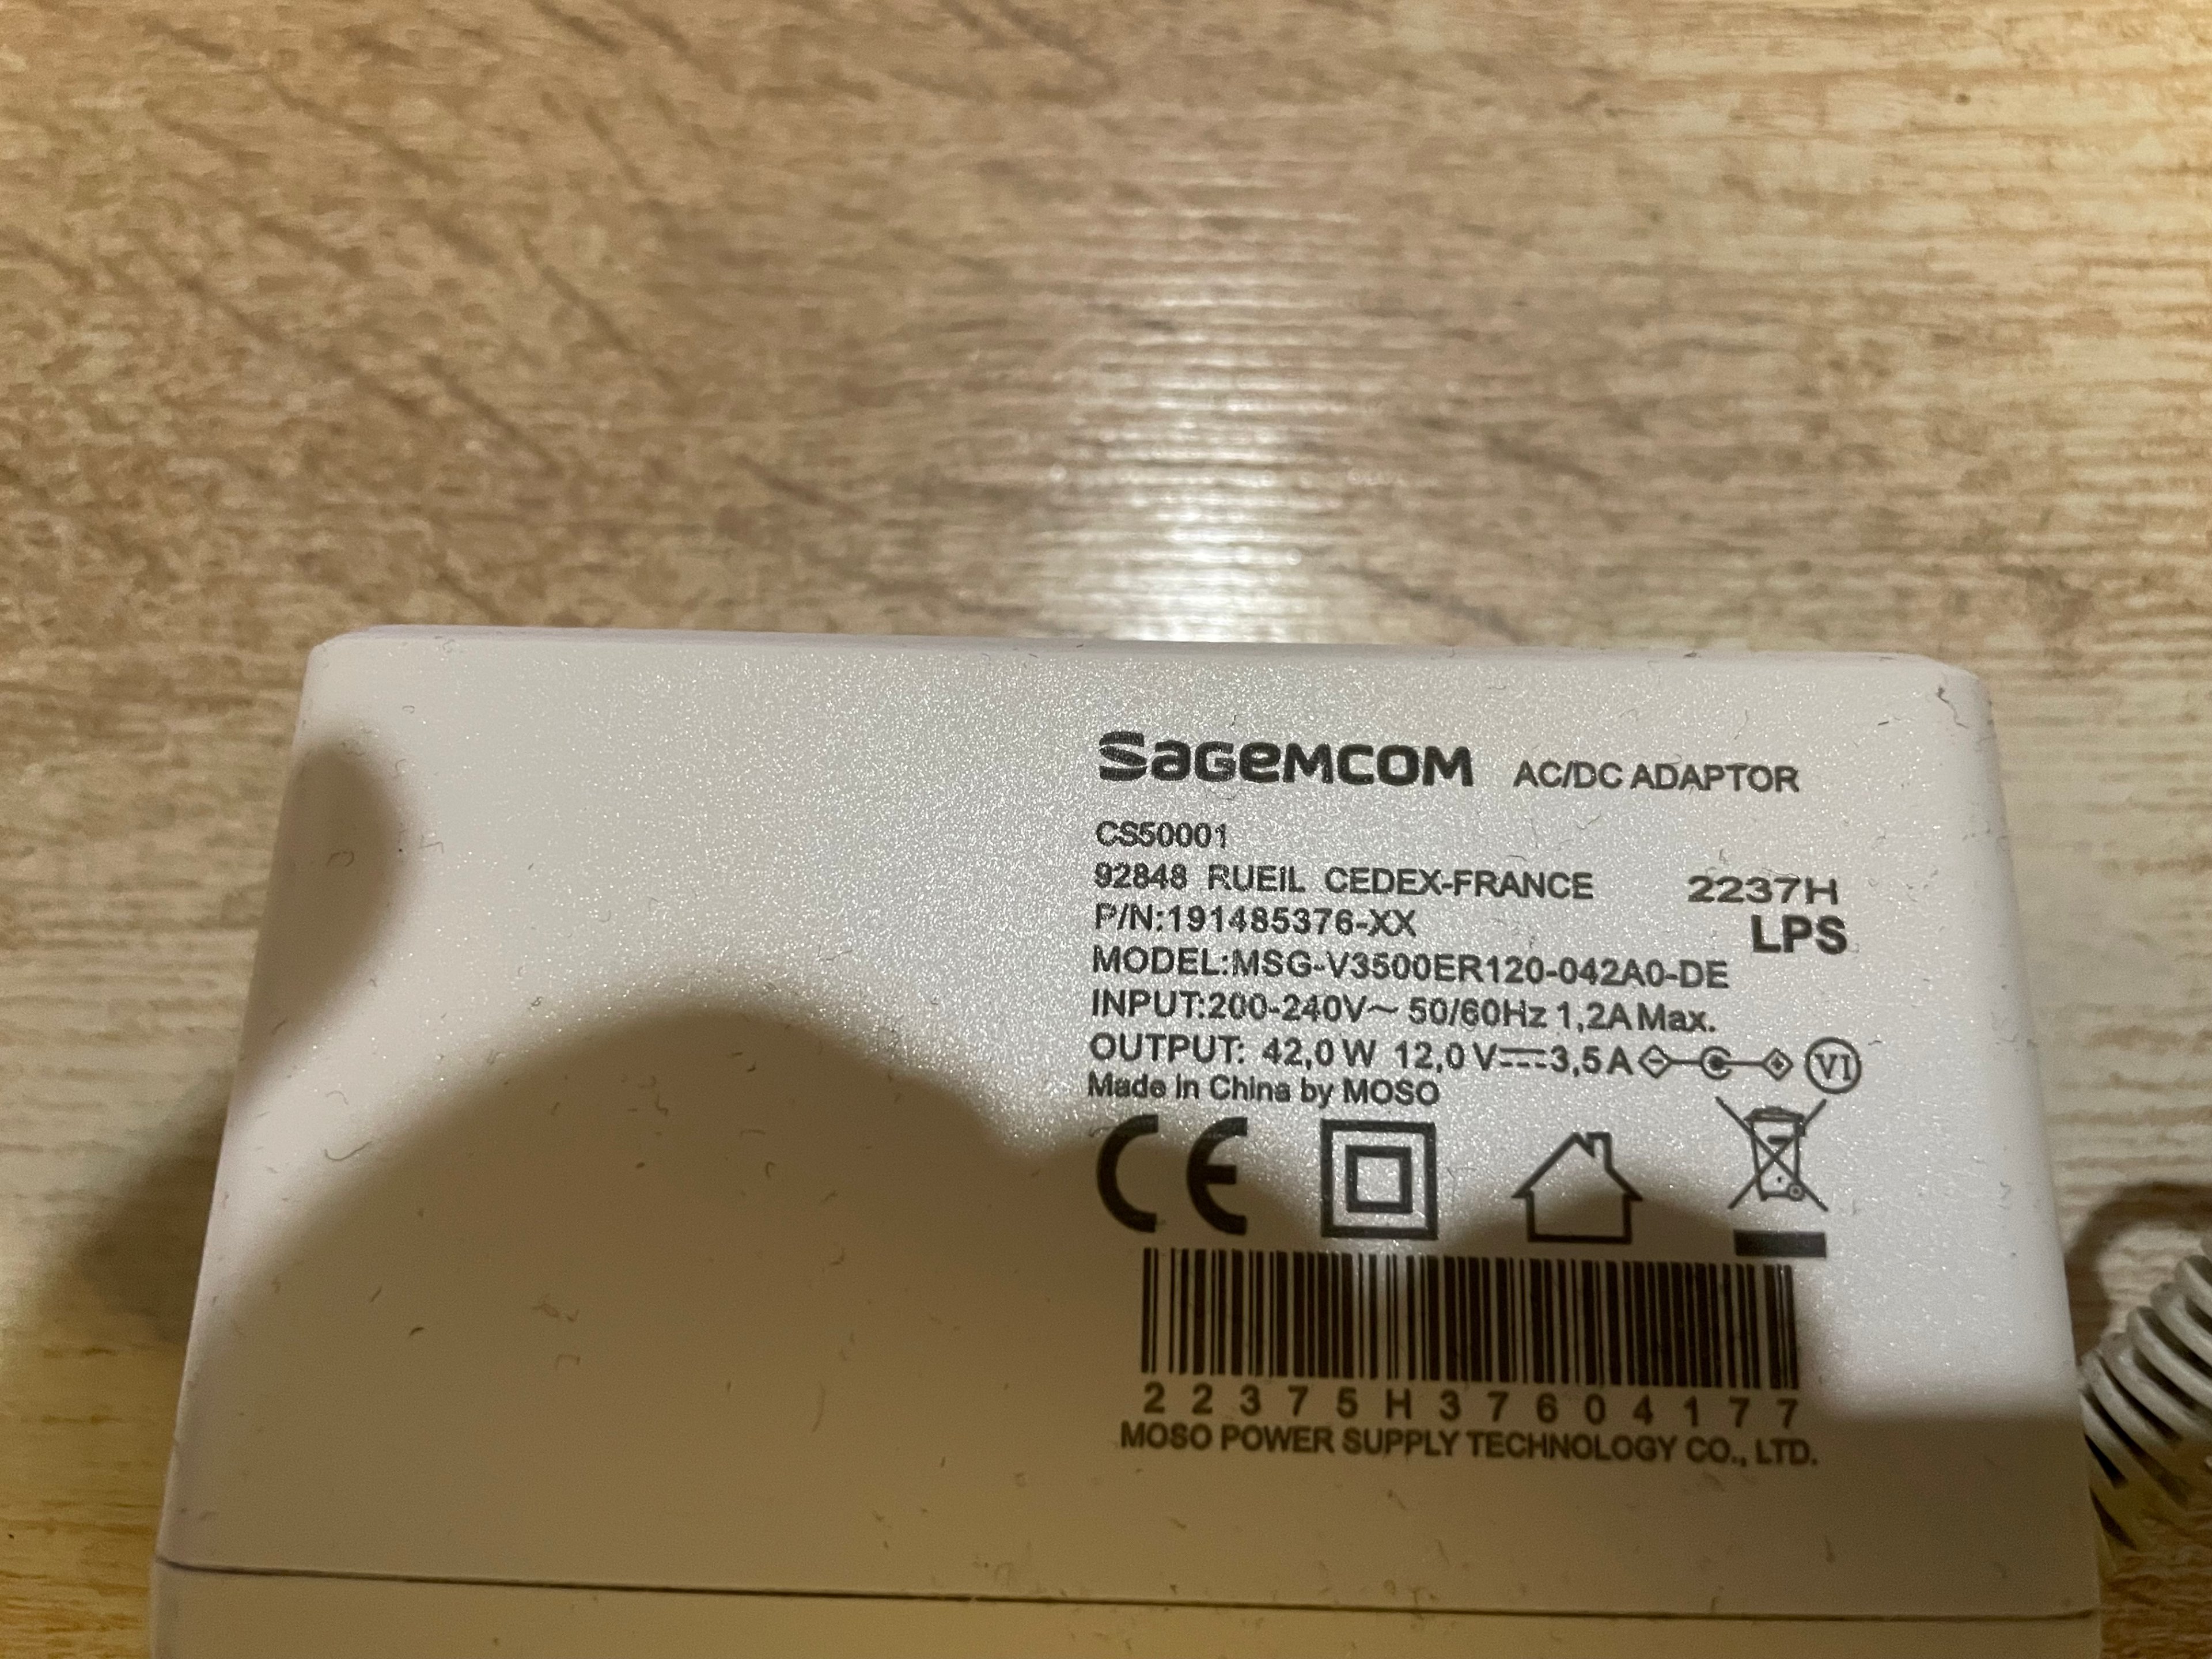 SAGEMCOM AC/DC ADAPTOR
CS50001
92848 RUEIL CEDEX-FRANCE 2237H
P/N:191485376-XX LPS
MODEL:MSG-V3500ER120-042A0-DE
INPUT:200-240V~ 50/60Hz 1,2A Max.
OUTPUT: 42,0 W 12,0 V⎓3,5 A VI
Made in China by MOSO
CE
2 2 3 7 5 H 3 7 6 0 4 1 7 7
MOSO POWER SUPPLY TECHNOLOGY CO., LTD.